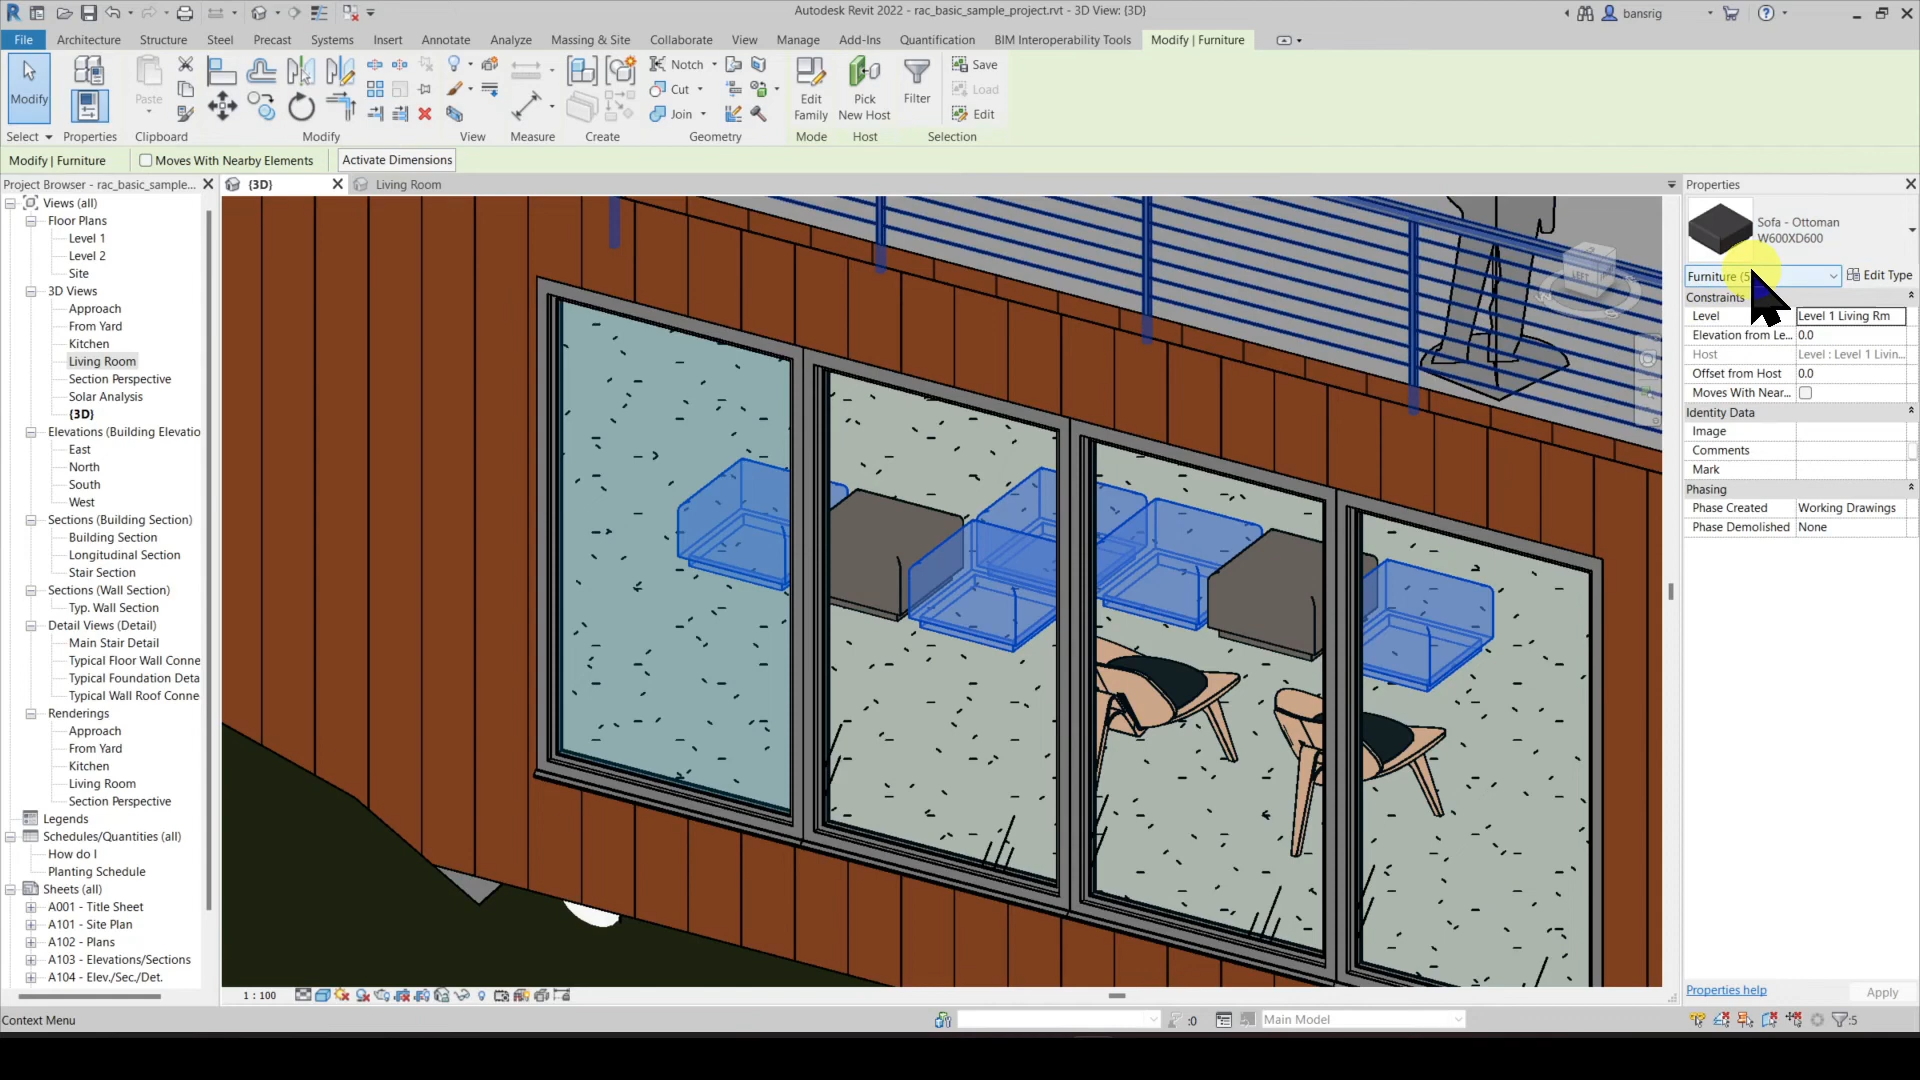 Autodesk Revit 2022 - rac_basic_sample_project.rvt - 3D View: {3D}
bansrig
File Architecture Structure Steel Precast Systems Insert Annotate Analyze Massing & Site Collaborate View Manage Add-Ins Quantification BIM Interoperability Tools Modify | Furniture
Modify
Paste
Notch
Cut
Join
Edit Family
Pick New Host
Filter
Save
Load
Edit
Select Properties Clipboard Modify View Measure Create Geometry Mode Host Selection
Modify | Furniture Moves With Nearby Elements Activate Dimensions
Project Browser - rac_basic_sample...
{3D} Living Room
Views (all)
Floor Plans
Level 1
Level 2
Site
3D Views
Approach
From Yard
Kitchen
Living Room
Section Perspective
Solar Analysis
{3D}
Elevations (Building Elevatio
East
North
South
West
Sections (Building Section)
Building Section
Longitudinal Section
Stair Section
Sections (Wall Section)
Typ. Wall Section
Detail Views (Detail)
Main Stair Detail
Typical Floor Wall Conne
Typical Foundation Deta
Typical Wall Roof Conne
Renderings
Approach
From Yard
Kitchen
Living Room
Section Perspective
Legends
Schedules/Quantities (all)
How do I
Planting Schedule
Sheets (all)
A001 - Title Sheet
A101 - Site Plan
A102 - Plans
A103 - Elevations/Sections
A104 - Elev./Sec./Det.
LEFT
Properties
Sofa - Ottoman
W600XD600
Furniture (5
Edit Type
Constraints
Level Level 1 Living Rm
Elevation from Le... 0.0
Host Level : Level 1 Livin...
Offset from Host 0.0
Moves With Near...
Identity Data
Image
Comments
Mark
Phasing
Phase Created Working Drawings
Phase Demolished None
Properties help Apply
1 : 100
Context Menu
:0
Main Model
:5